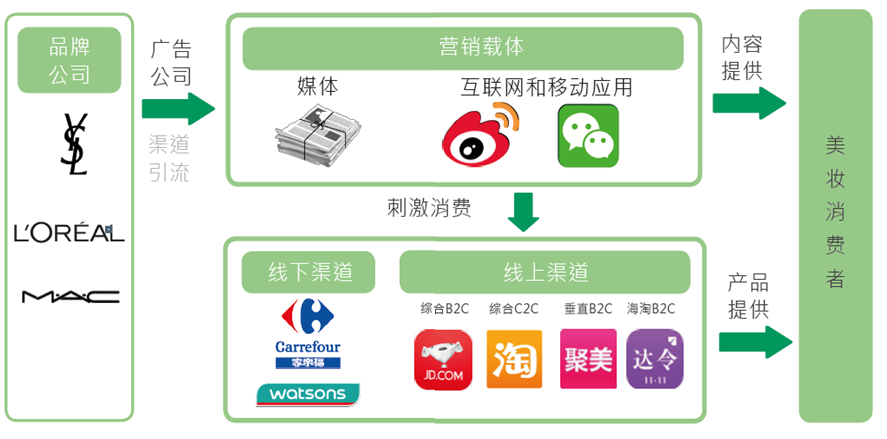 品牌
公司
YSL
L'ORÉAL
M·A·C
广告
公司
渠道
引流
营销载体
媒体
互联网和移动应用
内容
提供
刺激消费
线下渠道
Carrefour
家乐福
watsons
线上渠道
综合B2C
综合C2C
垂直B2C
海淘B2C
JD.COM
淘
聚美
达令
11-11
产品
提供
美
妆
消
费
者